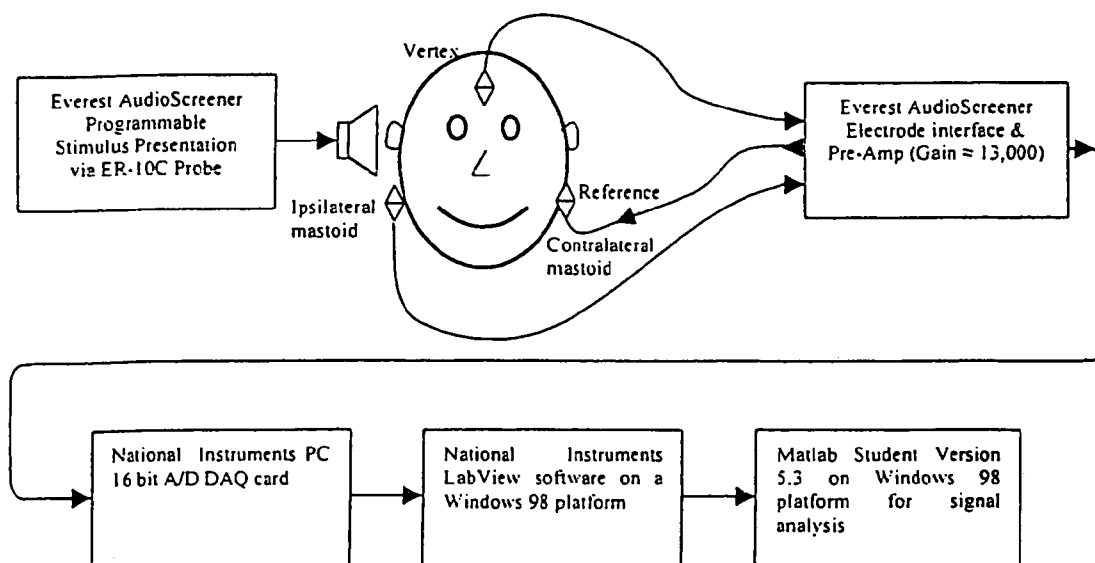 Vertex
Everest AudioScreener
Programmable
Stimulus Presentation
via ER-10C Probe
Everest AudioScreener
Electrode interface &
Pre-Amp (Gain = 13,000)
Ipsilateral
mastoid
Reference
Contralateral
mastoid
National Instruments PC
16 bit A/D DAQ card
National Instruments
LabView software on a
Windows 98 platform
Matlab Student Version
5.3 on Windows 98
platform for signal
analysis